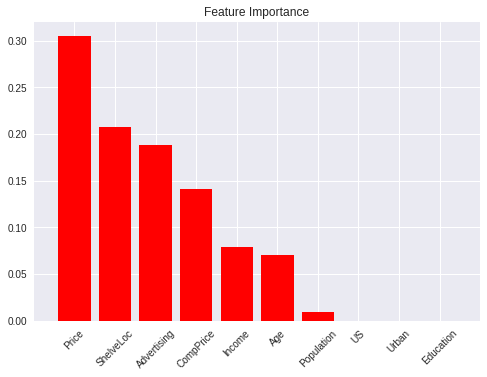 Feature Importance
0.30
0.25
0.20
0.15
0.10
0.05
0.00
Price
ShelveLoc
Advertising
CompPrice
Income
Age
Population
US
Urban
Education